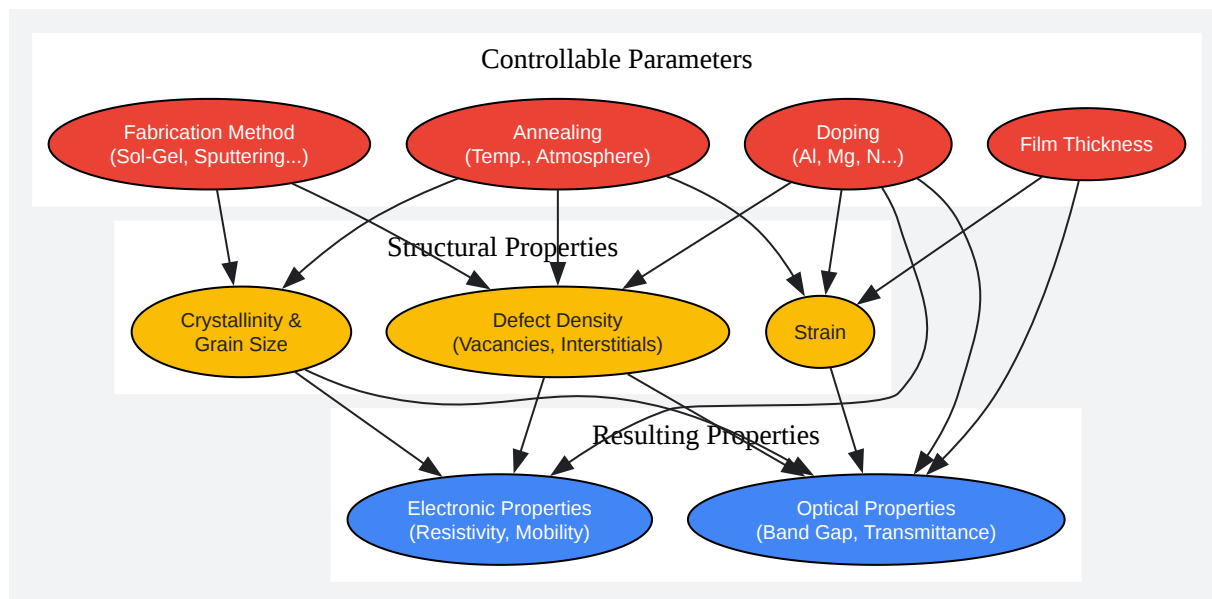 Controllable Parameters
Fabrication Method
(Sol-Gel, Sputtering...)
Annealing
(Temp., Atmosphere)
Doping
(Al, Mg, N...)
Film Thickness
Structural Properties
Crystallinity &
Grain Size
Defect Density
(Vacancies, Interstitials)
Strain
Resulting Properties
Electronic Properties
(Resistivity, Mobility)
Optical Properties
(Band Gap, Transmittance)